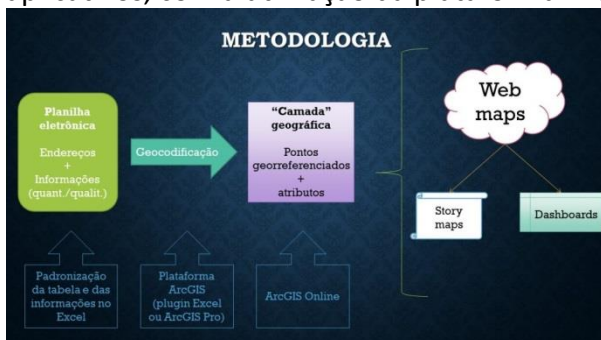 METODOLOGIA
Planilha
eletrônica
Endereços
+
Informações
(quant./qualit.)
Geocodificação
“Camada”
geográfica
Pontos
georreferenciados
+
atributos
Web
maps
Story
maps
Dashboards
Padronização
da tabela e das
informações no
Excel
Plataforma
ArcGIS
(plugin Excel
ou ArcGIS Pro)
ArcGIS Online